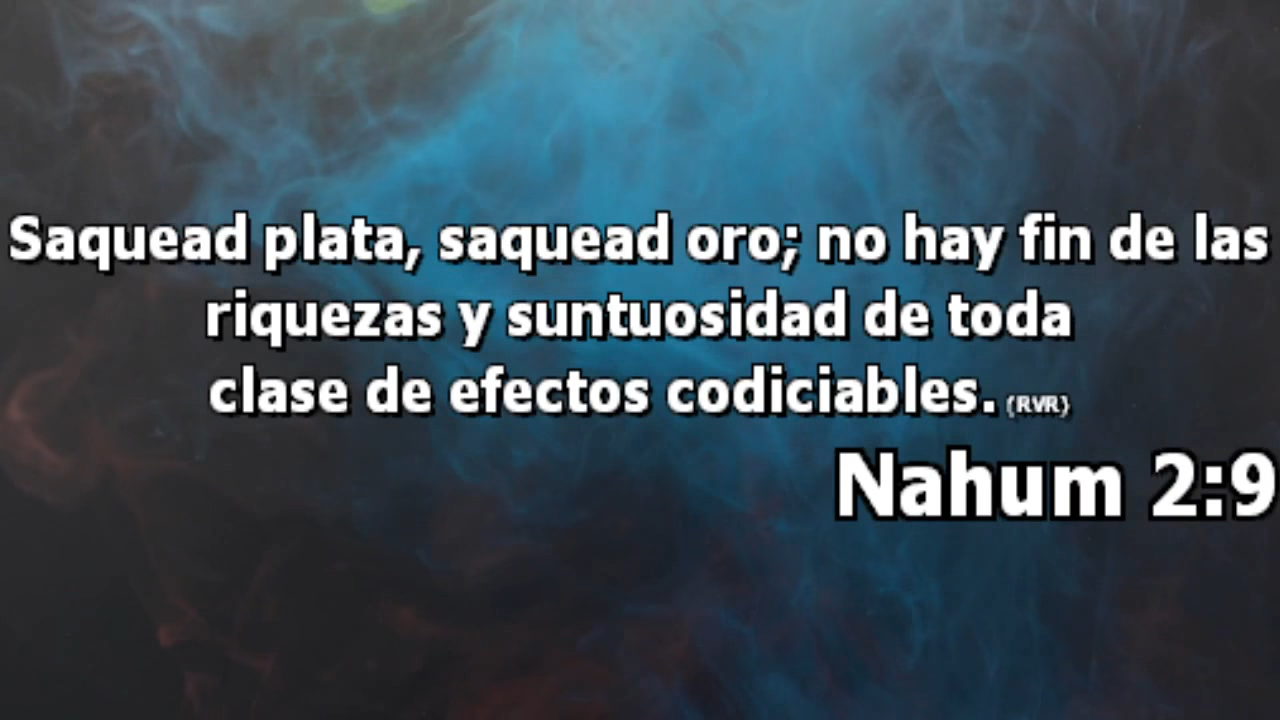 Saquead plata, saquead oro; no hay fin de las
riquezas y suntuosidad de toda
clase de efectos codiciables. (RVR)
Nahum 2:9